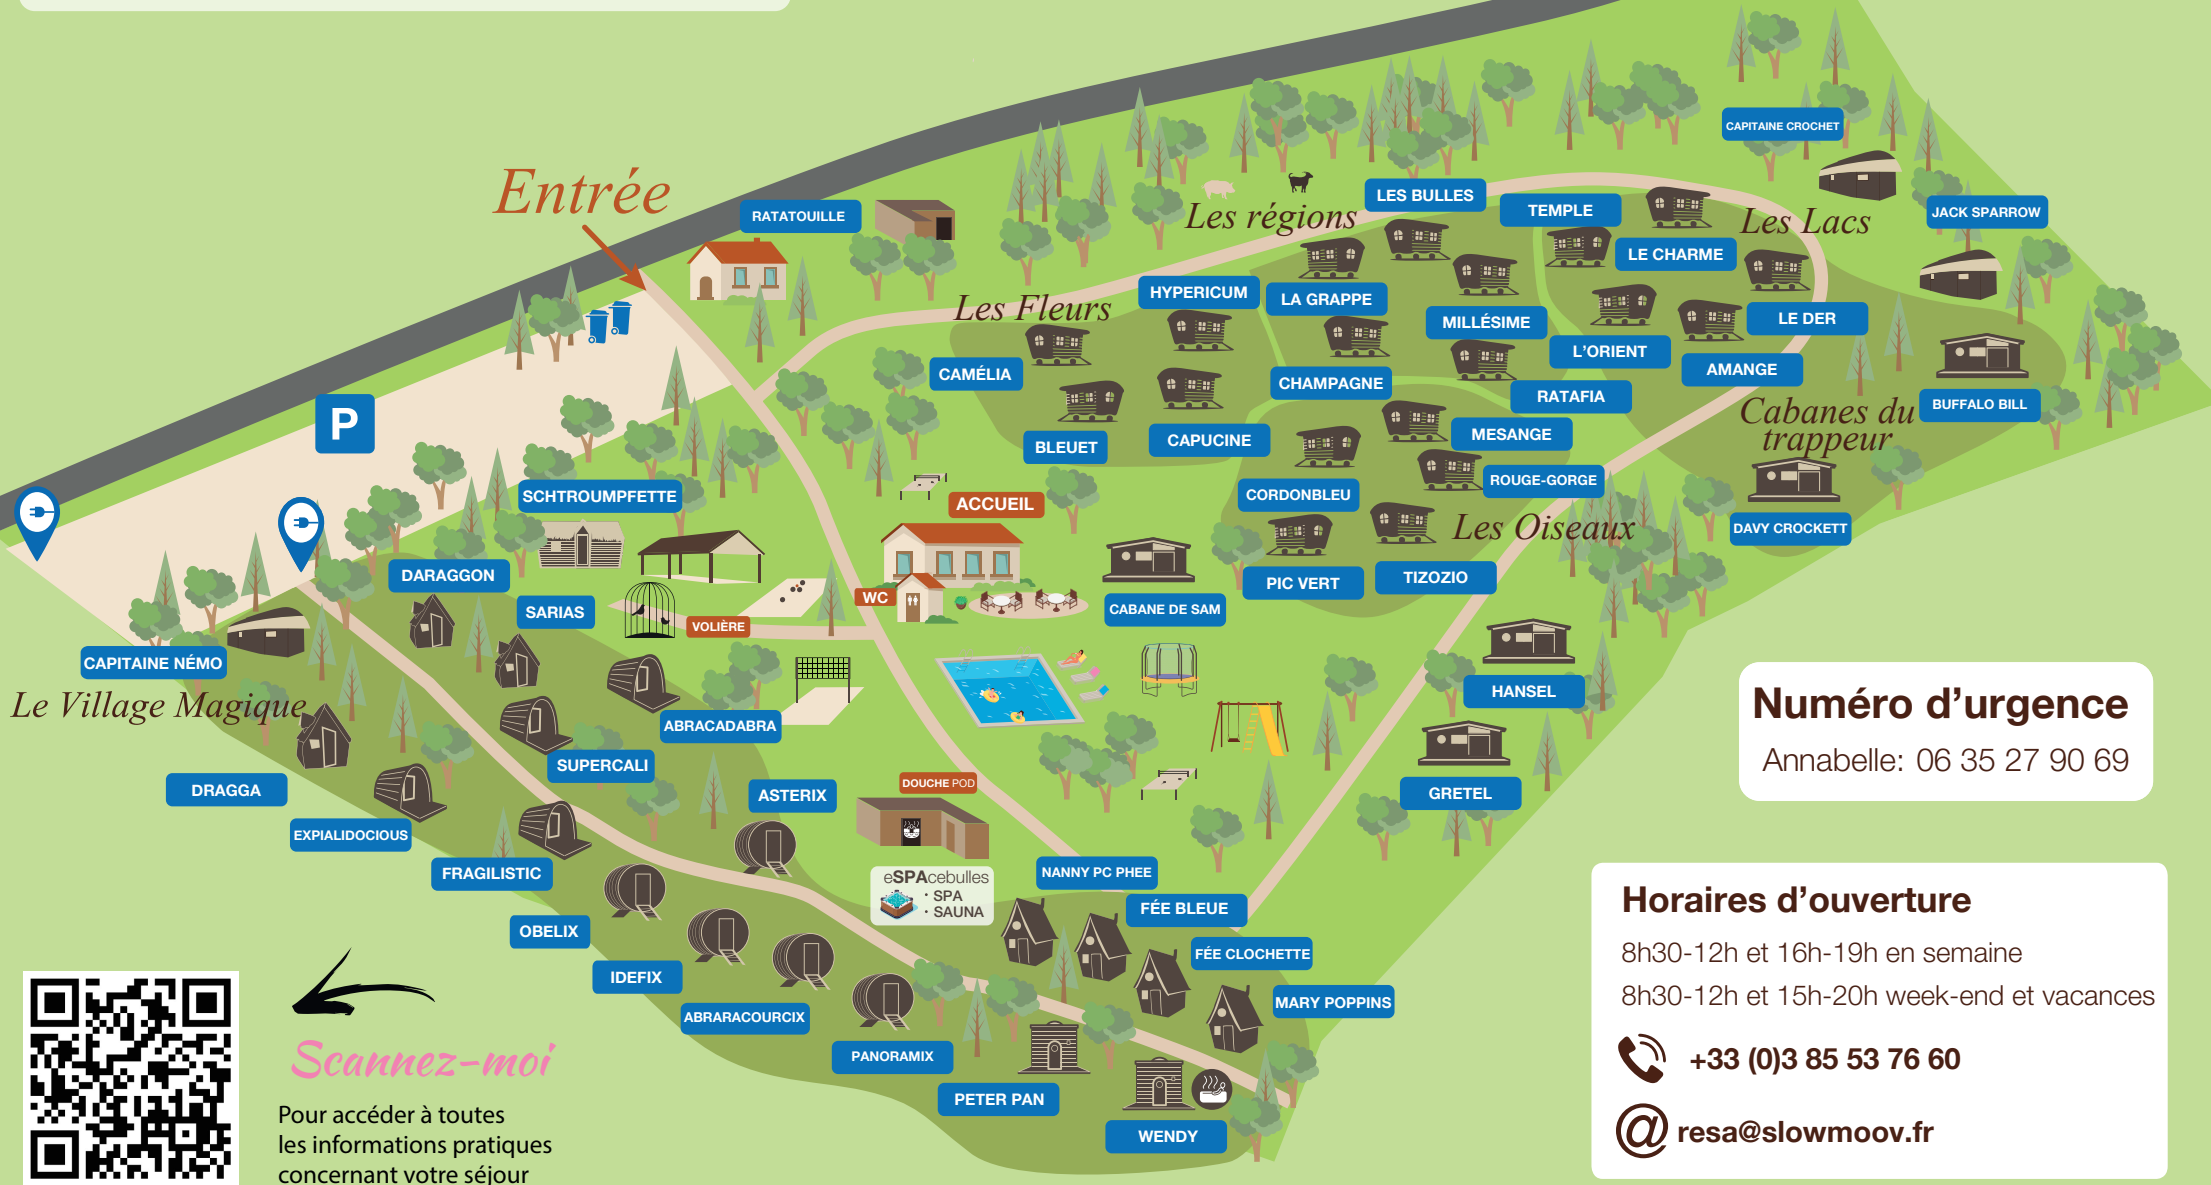 CAPITAINE CROCHET
Entrée
RATATOUILLE
Les régions
LES BULLES
TEMPLE
Les Lacs
JACK SPARROW
LE CHARME
HYPERICUM
LA GRAPPE
Les Fleurs
MILLÉSIME
LE DER
L'ORIENT
CAMÉLIA
CHAMPAGNE
AMANGE
RATAFIA
BUFFALO BILL
Cabanes du
trappeur
P
BLEUET
CAPUCINE
MESANGE
ROUGE-GORGE
SCHTROUMPFETTE
CORDONBLEU
ACCUEIL
Les Oiseaux
DAVY CROCKETT
DARAGGON
PIC VERT
TIZOZIO
WC
SARIAS
CABANE DE SAM
VOLIÈRE
CAPITAINE NÉMO
Le Village Magique
HANSEL
ABRACADABRA
SUPERCALI
DRAGGA
DOUCHE POD
ASTERIX
GRETEL
EXPIALIDOCIOUS
FRAGILISTIC
NANNY PC PHEE
eSPAcebulles
· SPA
· SAUNA
FÉE BLEUE
OBELIX
FÉE CLOCHETTE
IDEFIX
MARY POPPINS
ABRARACOURCIX
PANORAMIX
PETER PAN
WENDY
Numéro d'urgence
Annabelle: 06 35 27 90 69
Horaires d'ouverture
8h30-12h et 16h-19h en semaine
8h30-12h et 15h-20h week-end et vacances
+33 (0)3 85 53 76 60
@ resa@slowmoov.fr
Scannez-moi
Pour accéder à toutes
les informations pratiques
concernant votre séjour